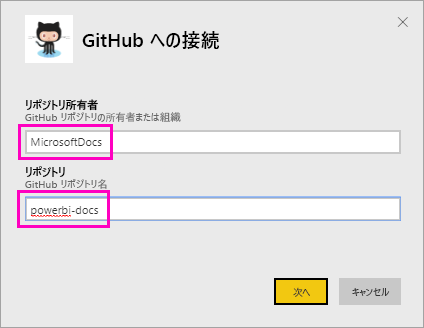 GitHub への接続
リポジトリ所有者
GitHub リポジトリの所有者または組織
MicrosoftDocs
リポジトリ
GitHub リポジトリ名
powerbi-docs
次へ
キャンセル